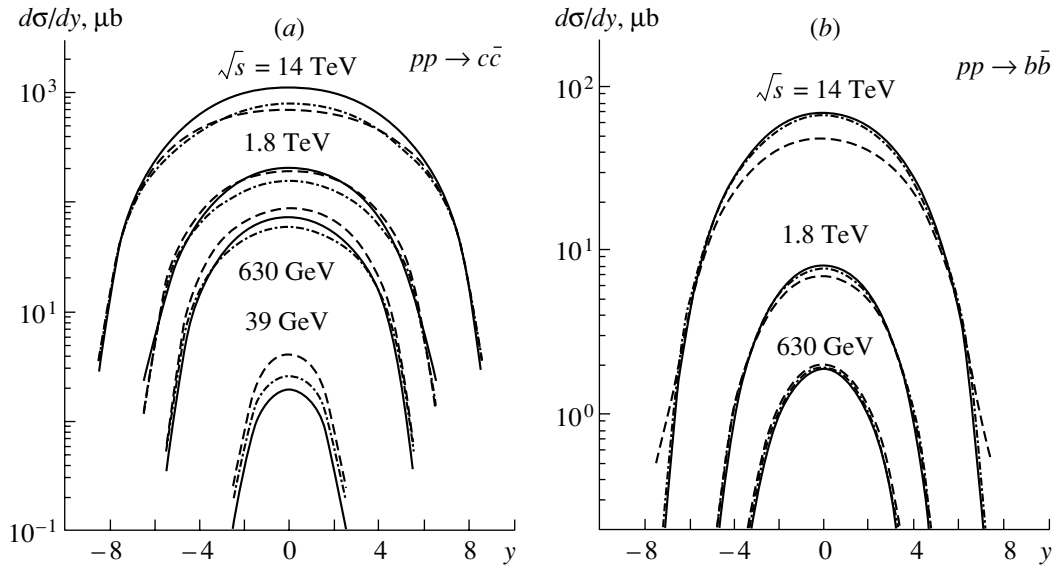 dσ/dy, μb
(a)
pp → cc̄
√s = 14 TeV
1.8 TeV
630 GeV
39 GeV
10³
10¹
10⁻¹
−8 −4 0 4 8 y
dσ/dy, μb
(b)
pp → bb̄
√s = 14 TeV
1.8 TeV
630 GeV
10²
10¹
10⁰
−8 −4 0 4 8 y